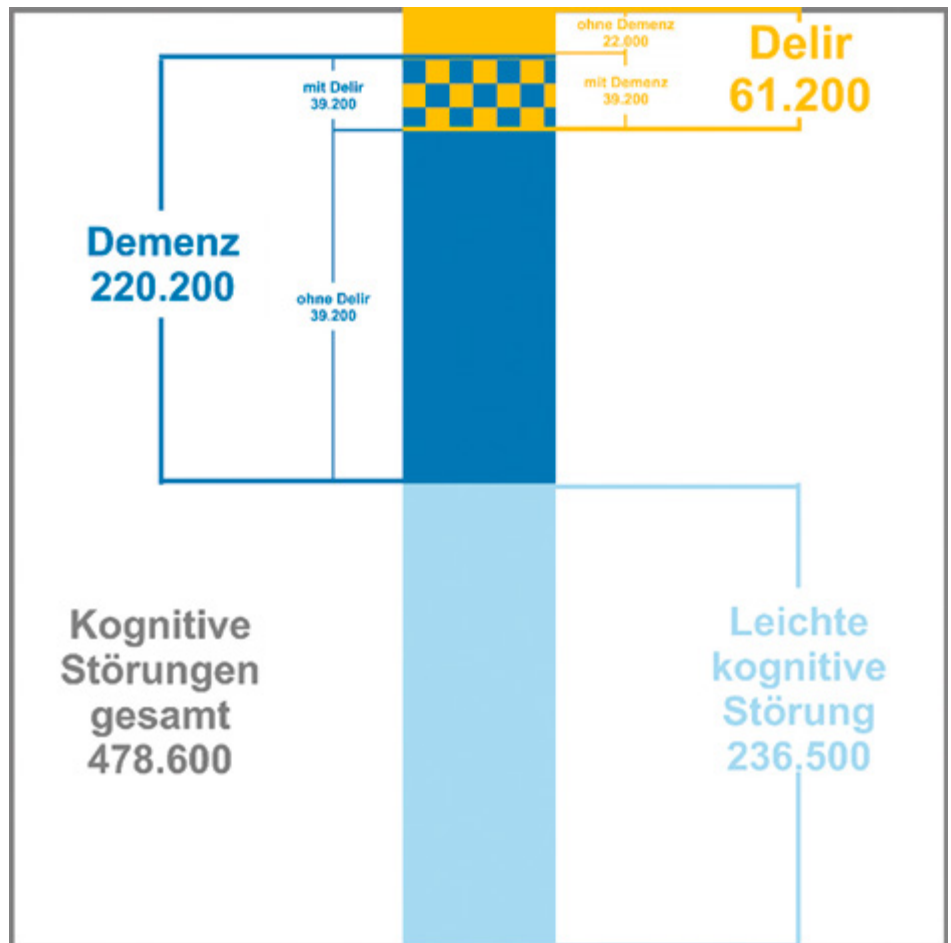 ohne Demenz
22.000
mit Demenz
39.200
Delir
61.200
mit Delir
39.200
Demenz
220.200
ohne Delir
39.200
Kognitive
Störungen
gesamt
478.600
Leichte
kognitive
Störung
236.500